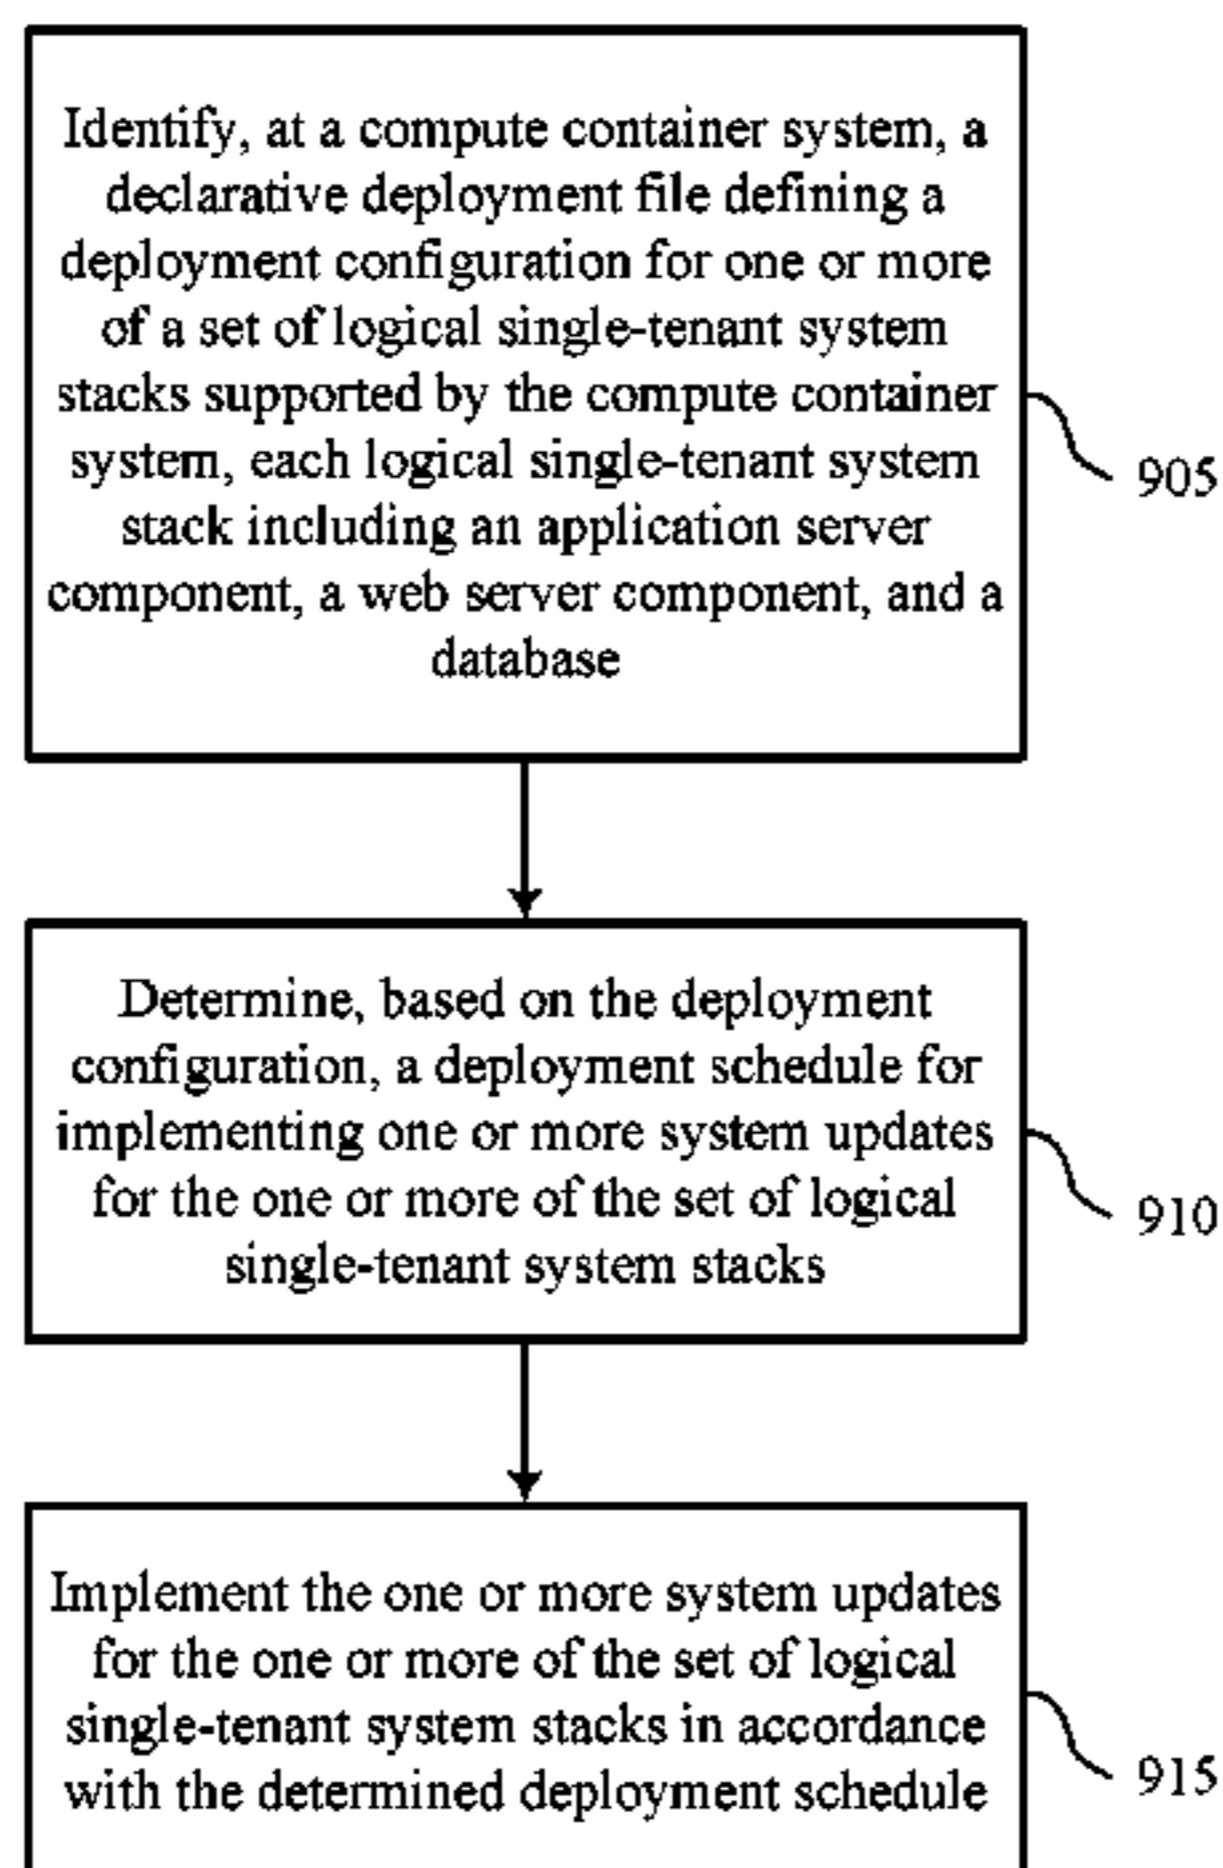 Identify, at a compute container system, a
declarative deployment file defining a
deployment configuration for one or more
of a set of logical single-tenant system
stacks supported by the compute container
system, each logical single-tenant system
stack including an application server
component, a web server component, and a
database
905
Determine, based on the deployment
configuration, a deployment schedule for
implementing one or more system updates
for the one or more of the set of logical
single-tenant system stacks
910
Implement the one or more system updates
for the one or more of the set of logical
single-tenant system stacks in accordance
with the determined deployment schedule
915